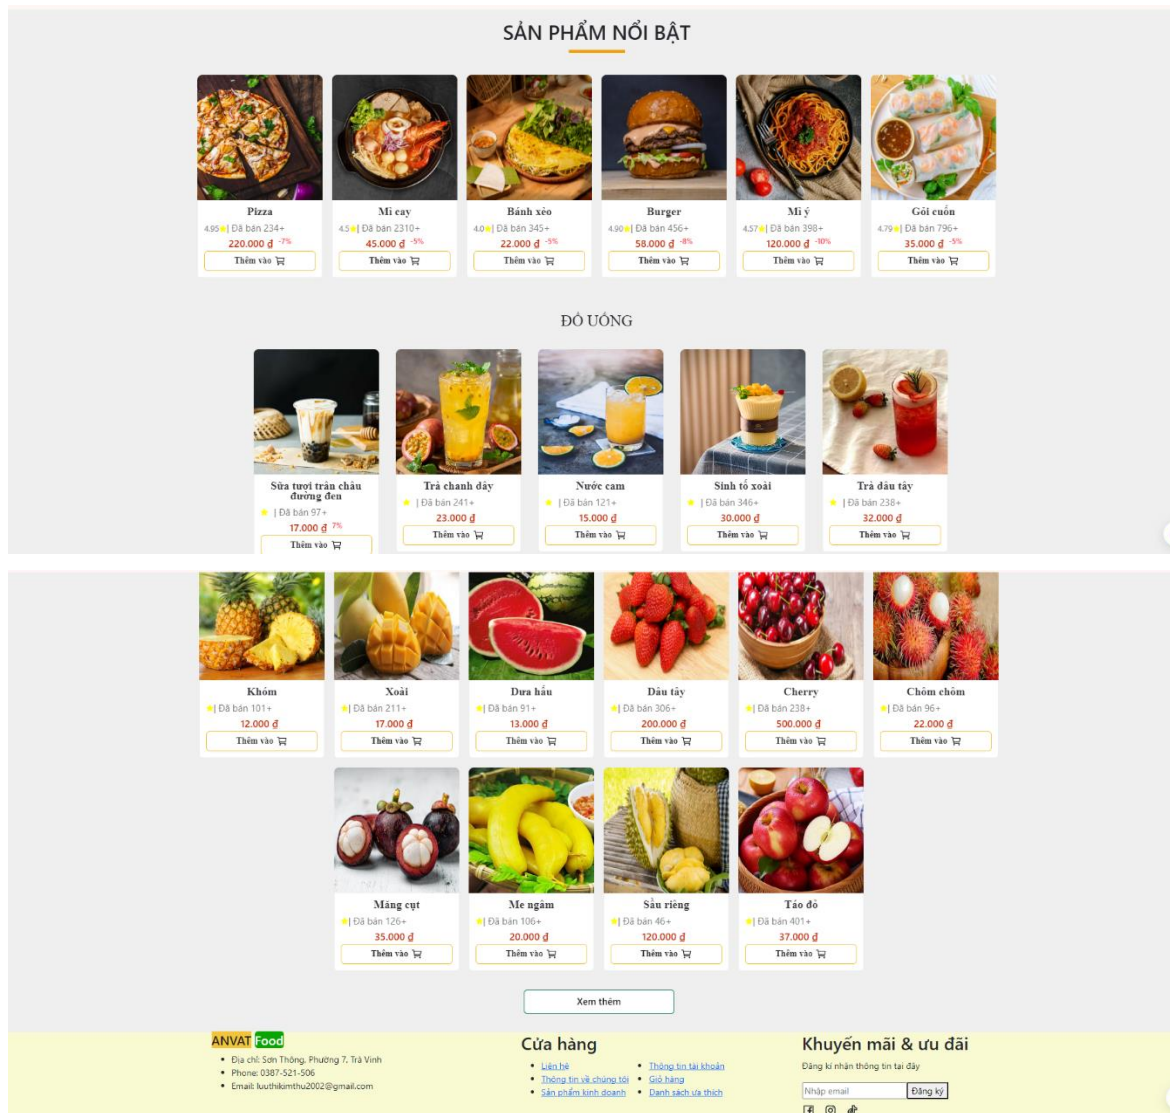 SẢN PHẨM NỔI BẬT
Pizza
4.95 | Đã bán 234+
220.000 ₫ -7%
Thêm vào
Mì cay
4.5 | Đã bán 2310+
45.000 ₫ -5%
Thêm vào
Bánh xèo
4.0 | Đã bán 345+
22.000 ₫ -5%
Thêm vào
Burger
4.90 | Đã bán 456+
58.000 ₫ -8%
Thêm vào
Mì ý
4.57 | Đã bán 398+
120.000 ₫ -10%
Thêm vào
Gỏi cuốn
4.79 | Đã bán 796+
35.000 ₫ -5%
Thêm vào
ĐỒ UỐNG
Sữa tươi trân châu
đường đen
| Đã bán 97+
17.000 ₫ 7%
Thêm vào
Trà chanh dây
| Đã bán 241+
23.000 ₫
Thêm vào
Nước cam
| Đã bán 121+
15.000 ₫
Thêm vào
Sinh tố xoài
| Đã bán 346+
30.000 ₫
Thêm vào
Trà dâu tây
| Đã bán 238+
32.000 ₫
Thêm vào
Khóm
| Đã bán 101+
12.000 ₫
Thêm vào
Xoài
| Đã bán 211+
17.000 ₫
Thêm vào
Dưa hấu
| Đã bán 91+
13.000 ₫
Thêm vào
Dâu tây
| Đã bán 306+
200.000 ₫
Thêm vào
Cherry
| Đã bán 238+
500.000 ₫
Thêm vào
Chôm chôm
| Đã bán 96+
22.000 ₫
Thêm vào
Măng cụt
| Đã bán 126+
35.000 ₫
Thêm vào
Me ngâm
| Đã bán 106+
20.000 ₫
Thêm vào
Sầu riêng
| Đã bán 46+
120.000 ₫
Thêm vào
Táo đỏ
| Đã bán 401+
37.000 ₫
Thêm vào
Xem thêm
ANVAT Food
Địa chỉ: Sơn Thông, Phường 7, Trà Vinh
Phone: 0387-521-506
Email: luuthikimthu2002@gmail.com
Cửa hàng
Liên hệ
Thông tin về chúng tôi
Sản phẩm kinh doanh
Thông tin tài khoản
Giỏ hàng
Danh sách ưa thích
Khuyến mãi & ưu đãi
Đăng kí nhận thông tin tại đây
Nhập email Đăng ký